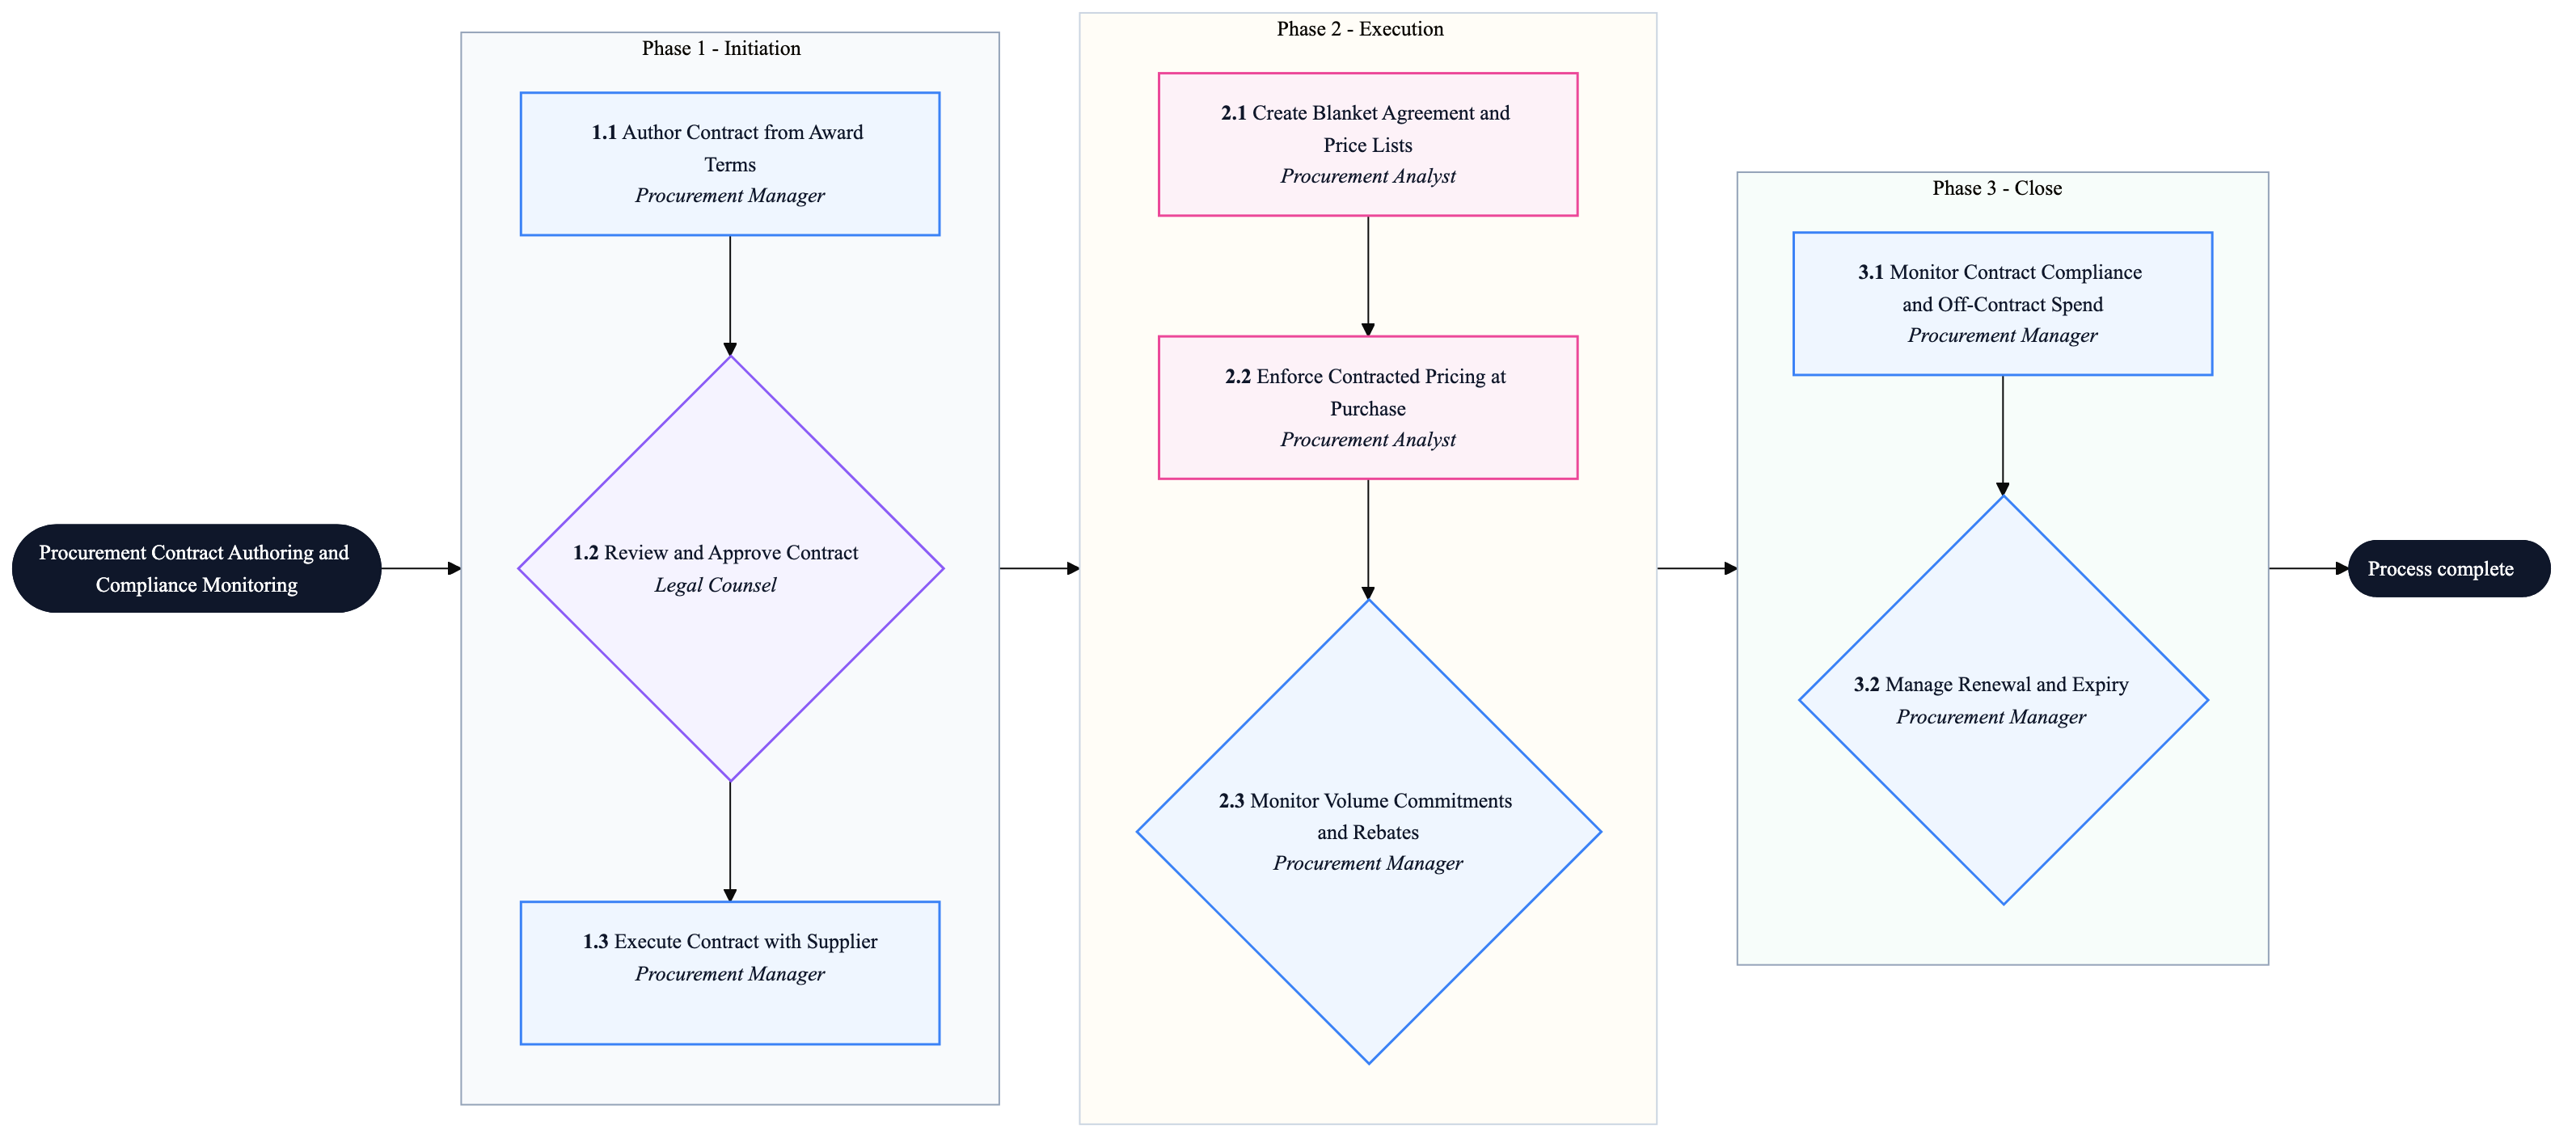 Procurement Contract Authoring and
Compliance Monitoring
Phase 1 - Initiation
1.1 Author Contract from Award
Terms
Procurement Manager
1.2 Review and Approve Contract
Legal Counsel
1.3 Execute Contract with Supplier
Procurement Manager
Phase 2 - Execution
2.1 Create Blanket Agreement and
Price Lists
Procurement Analyst
2.2 Enforce Contracted Pricing at
Purchase
Procurement Analyst
2.3 Monitor Volume Commitments
and Rebates
Procurement Manager
Phase 3 - Close
3.1 Monitor Contract Compliance
and Off-Contract Spend
Procurement Manager
3.2 Manage Renewal and Expiry
Procurement Manager
Process complete